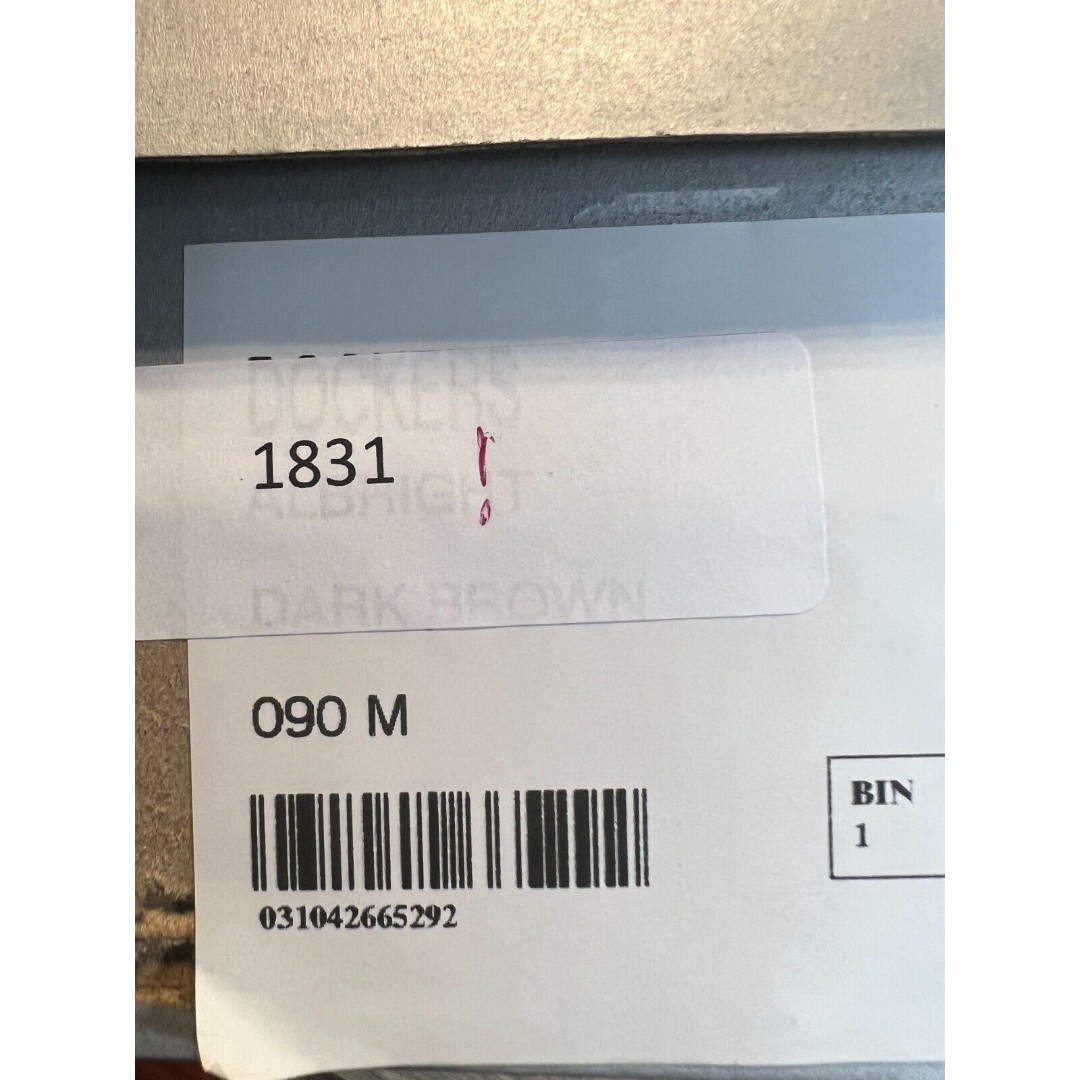 DOCKERS
1831 !
ALBRIGHT
DARK BROWN
090 M
BIN
1
031042665292